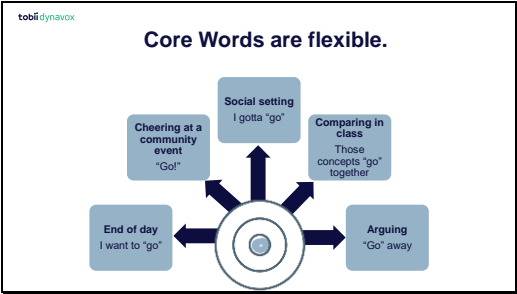 tobii dynavox
Core Words are flexible.
Social setting
I gotta “go”
Cheering at a
community
event
“Go!”
Comparing in
class
Those
concepts “go”
together
End of day
I want to “go”
Arguing
“Go” away